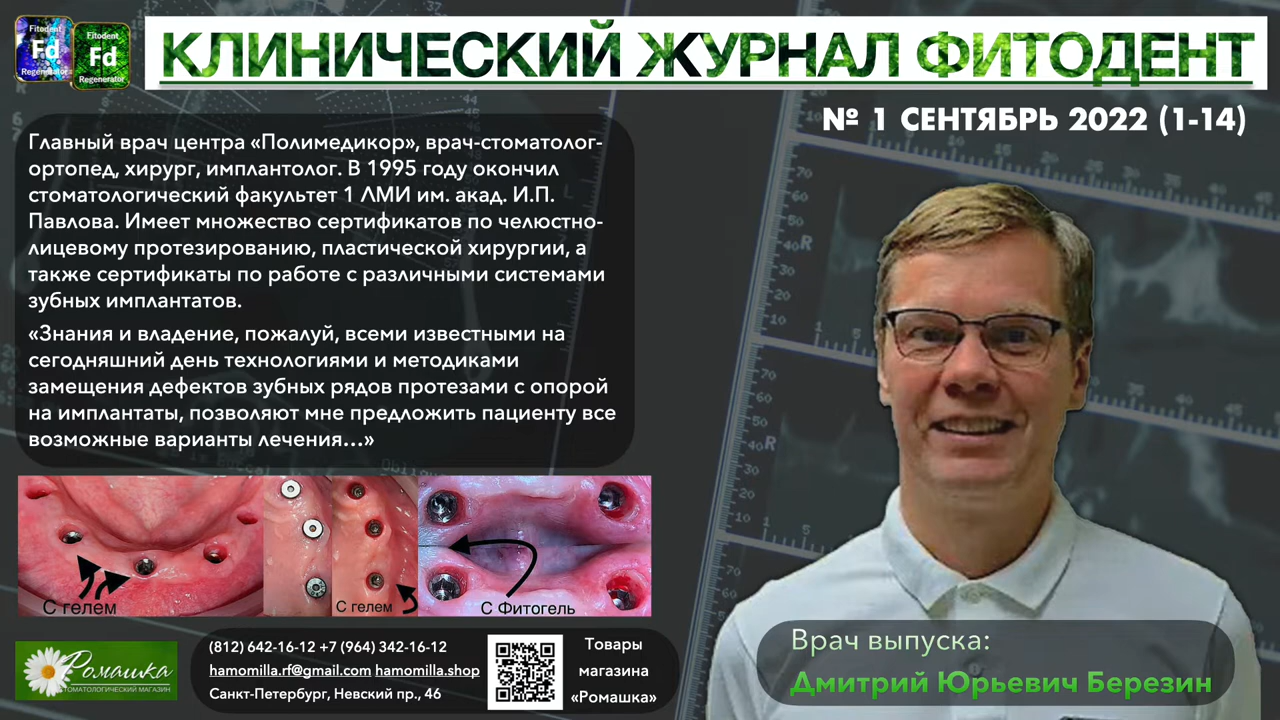 Fitodent
Fd
Regenerator
Fitodent
Fd
Regenerator
КЛИНИЧЕСКИЙ ЖУРНАЛ ФИТОДЕНТ
№ 1 СЕНТЯБРЬ 2022 (1-14)
Главный врач центра «Полимедикор», врач-стоматолог-
ортопед, хирург, имплантолог. В 1995 году окончил
стоматологический факультет 1 ЛМИ им. акад. И.П.
Павлова. Имеет множество сертификатов по челюстно-
лицевому протезированию, пластической хирургии, а
также сертификаты по работе с различными системами
зубных имплантатов.
«Знания и владение, пожалуй, всеми известными на
сегодняшний день технологиями и методиками
замещения дефектов зубных рядов протезами с опорой
на имплантаты, позволяют мне предложить пациенту все
возможные варианты лечения...»
С гелем
С гелем
С Фитогель
Ромашка
СТОМАТОЛОГИЧЕСКИЙ МАГАЗИН
(812) 642-16-12 +7 (964) 342-16-12
hamomilla.rf@gmail.com hamomilla.shop
Санкт-Петербург, Невский пр., 46
Товары
магазина
«Ромашка»
Врач выпуска:
Дмитрий Юрьевич Березин